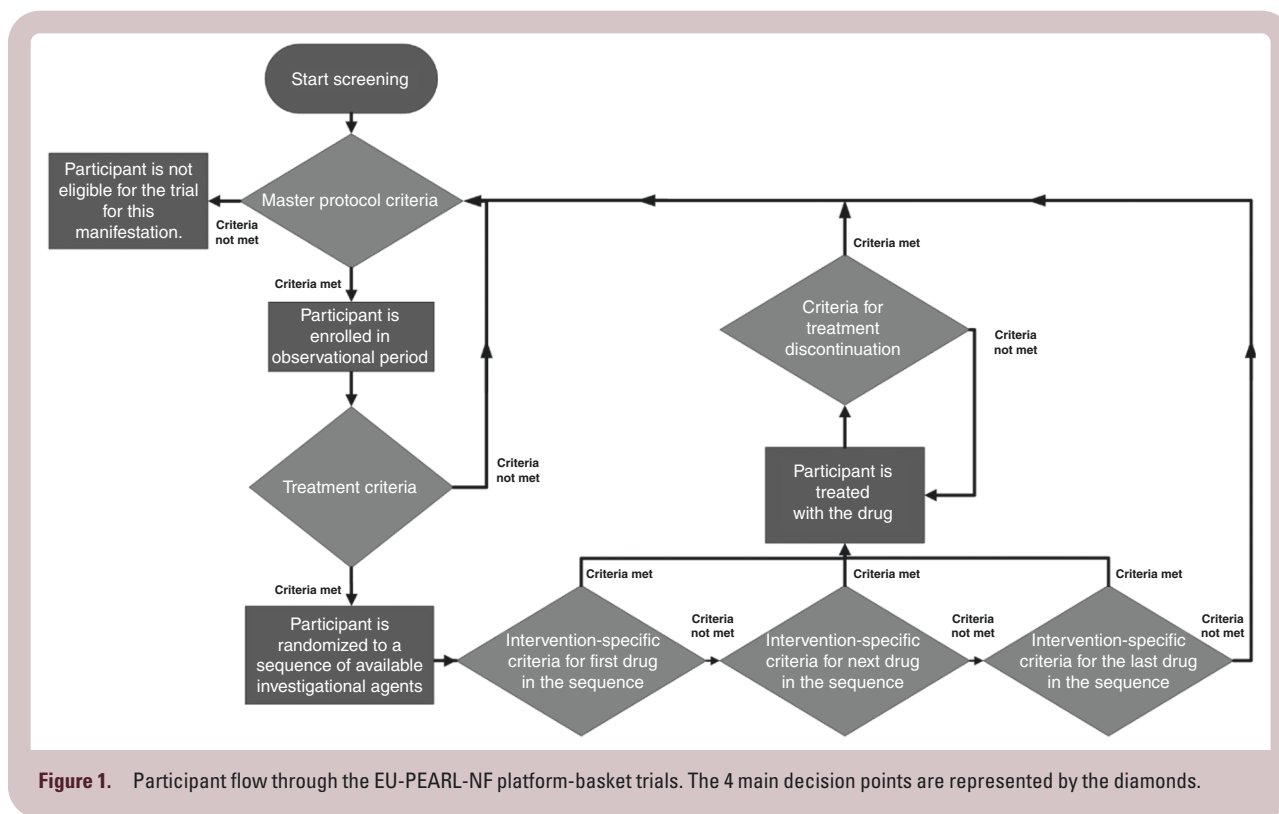 Start screening
Participant is not
eligible for the trial
for this
manifestation.
Master protocol criteria
Criteria
not met
Criteria met
Participant is
enrolled in
observational period
Treatment criteria
Criteria
not met
Criteria met
Participant is
randomized to a
sequence of available
investigational agents
Intervention-specific
criteria for first drug
in the sequence
Criteria met
Criteria
not met
Intervention-specific
criteria for next drug
in the sequence
Criteria met
Criteria
not met
Intervention-specific
criteria for the last drug
in the sequence
Criteria met
Criteria
not met
Participant is
treated
with the drug
Criteria for
treatment
discontinuation
Criteria
not met
Criteria met
Figure 1. Participant flow through the EU-PEARL-NF platform-basket trials. The 4 main decision points are represented by the diamonds.